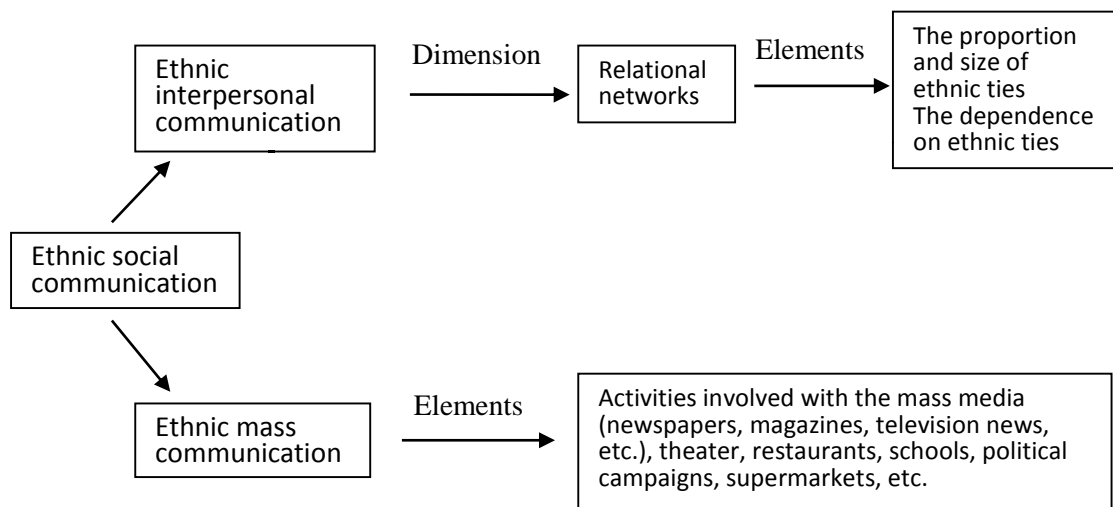 Ethnic
interpersonal
communication
Dimension
Relational
networks
Elements
The proportion
and size of
ethnic ties
The dependence
on ethnic ties
Ethnic social
communication
Ethnic mass
communication
Elements
Activities involved with the mass media
(newspapers, magazines, television news,
etc.), theater, restaurants, schools, political
campaigns, supermarkets, etc.